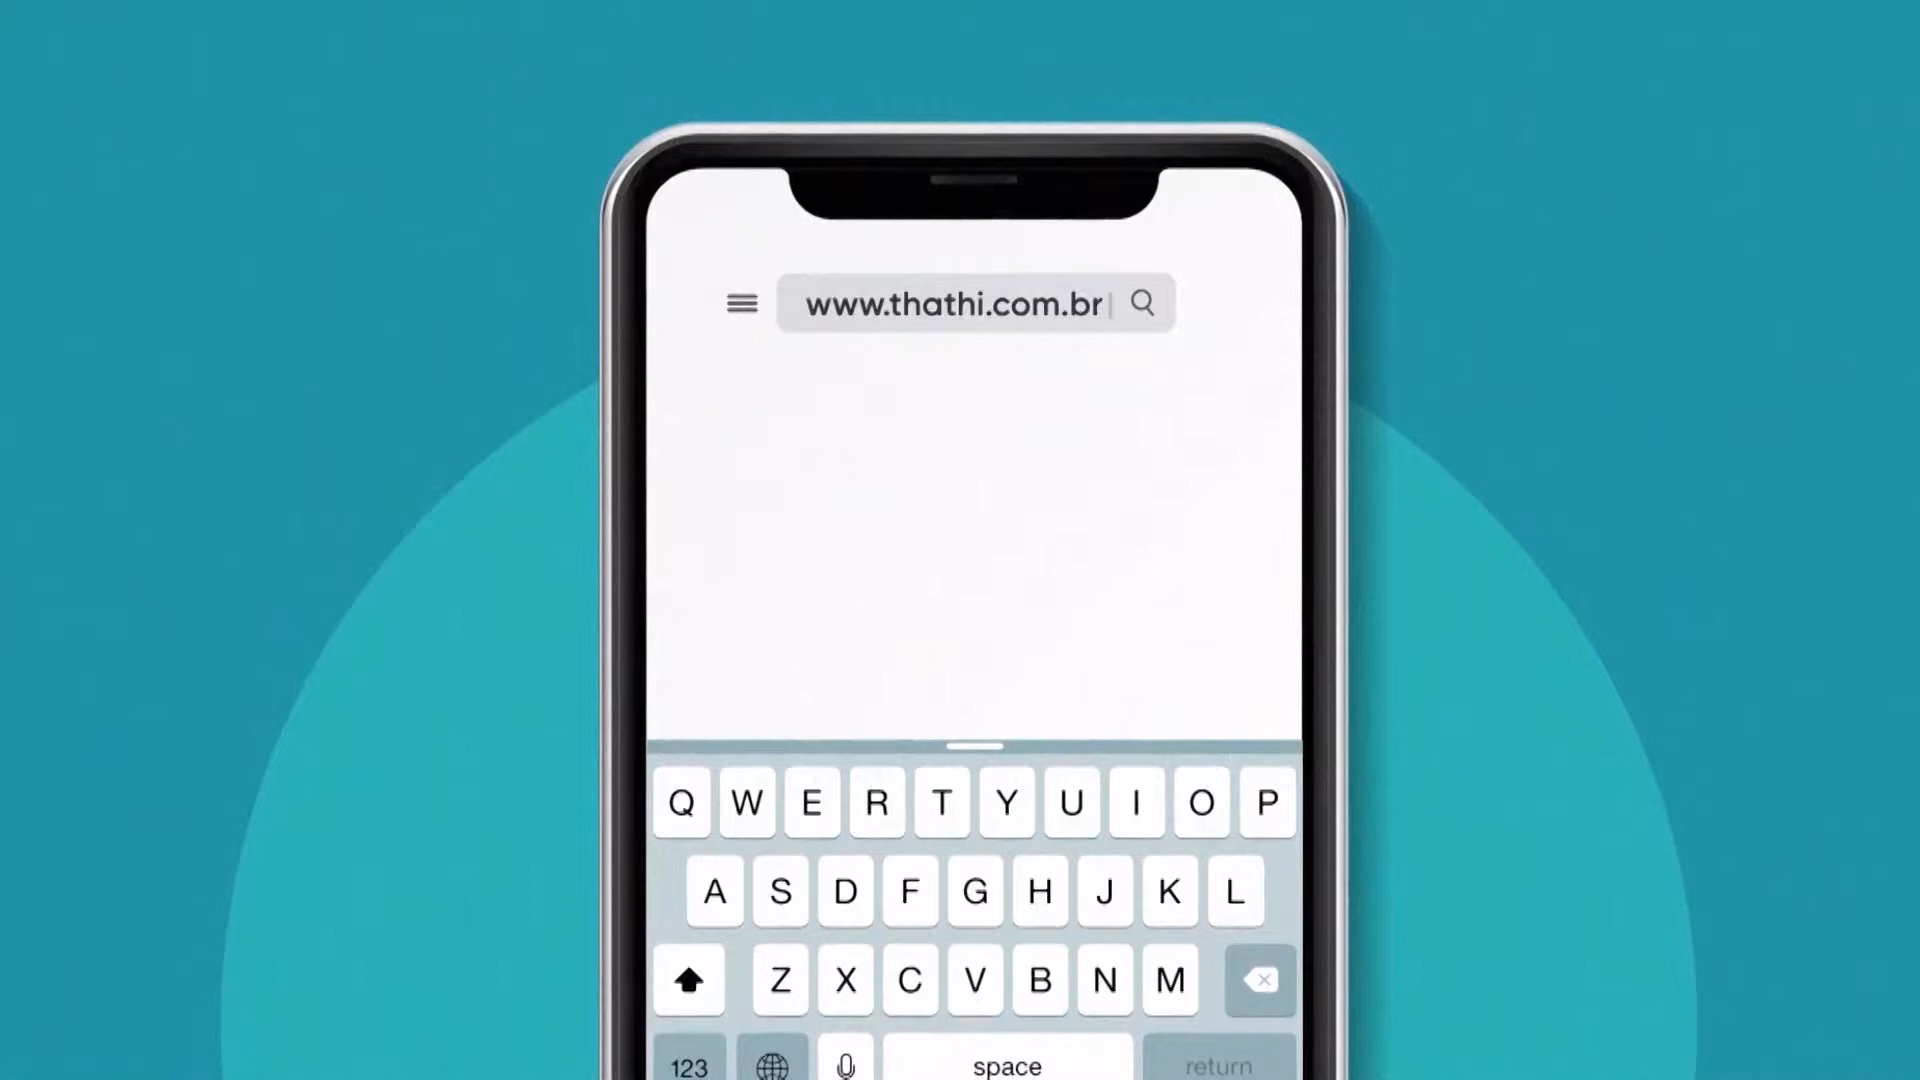 www.thathi.com.br
Q W E R T Y U I O P
A S D F G H J K L
Z X C V B N M
123 space return